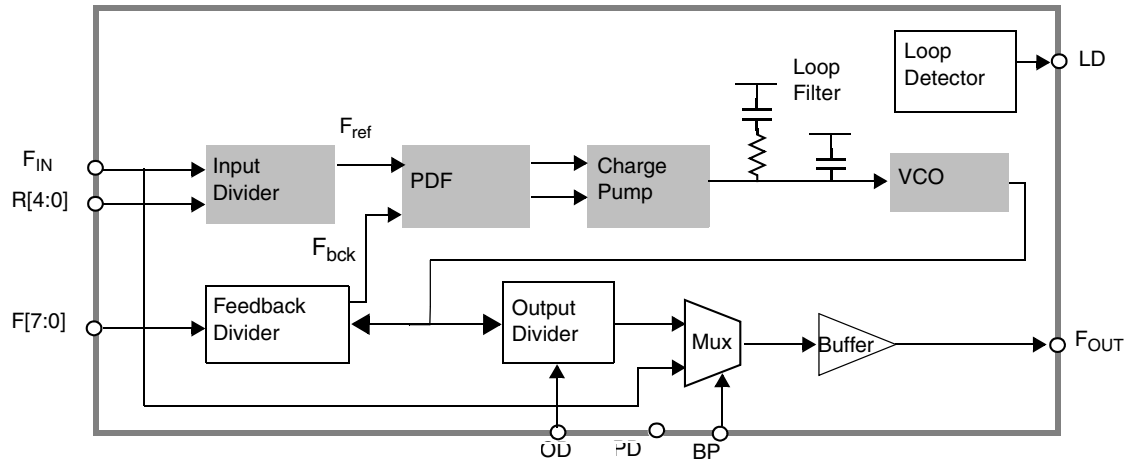 Loop
Detector
LD
Loop
Filter
F_ref
F_IN
Input
Divider
PDF
Charge
Pump
VCO
R[4:0]
F_bck
F[7:0]
Feedback
Divider
Output
Divider
Mux
Buffer
F_OUT
OD
PD
BP